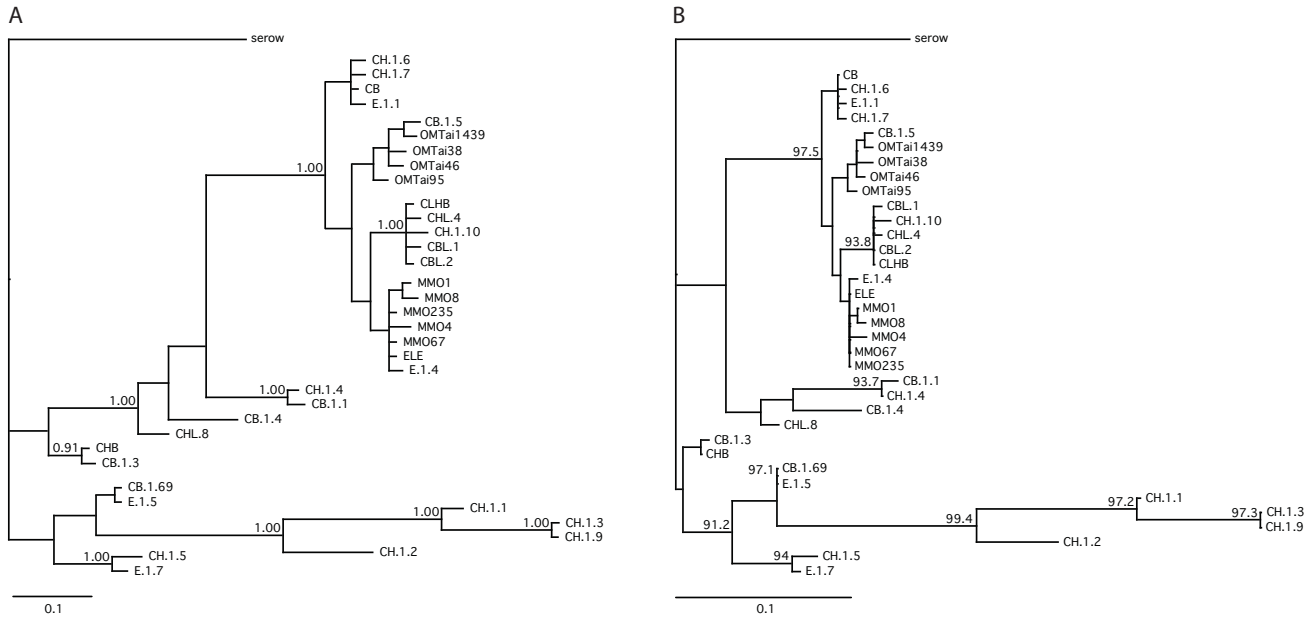 A
serow
CH.1.6
CH.1.7
CB
E.1.1
CB.1.5
OMTai1439
OMTai38
OMTai46
OMTai95
1.00
CLHB
CHL.4
CH.1.10
CBL.1
CBL.2
1.00
MMO1
MMO8
MMO235
MMO4
MMO67
ELE
E.1.4
CH.1.4
CB.1.1
1.00
CB.1.4
1.00
CHL.8
CHB
0.91
CB.1.3
CB.1.69
E.1.5
CH.1.1
1.00
CH.1.3
1.00
CH.1.9
1.00
CH.1.2
CH.1.5
1.00
E.1.7
0.1
B
serow
CB
CH.1.6
E.1.1
CH.1.7
CB.1.5
OMTai1439
97.5
OMTai38
OMTai46
OMTai95
CBL.1
CH.1.10
CHL.4
93.8
CBL.2
CLHB
E.1.4
ELE
MMO1
MMO8
MMO4
MMO67
MMO235
CB.1.1
93.7
CH.1.4
CB.1.4
CHL.8
CB.1.3
CHB
CB.1.69
97.1
E.1.5
CH.1.1
97.2
CH.1.3
97.3
CH.1.9
99.4
91.2
CH.1.2
CH.1.5
94
E.1.7
0.1